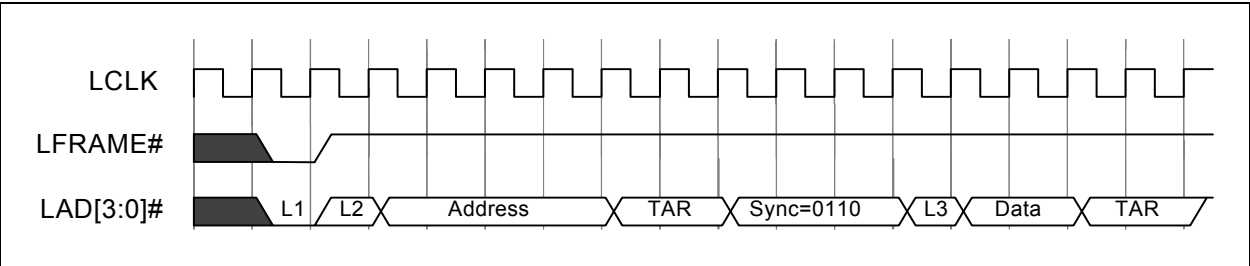 LCLK
LFRAME#
LAD[3:0]# L1 L2 Address TAR Sync=0110 L3 Data TAR